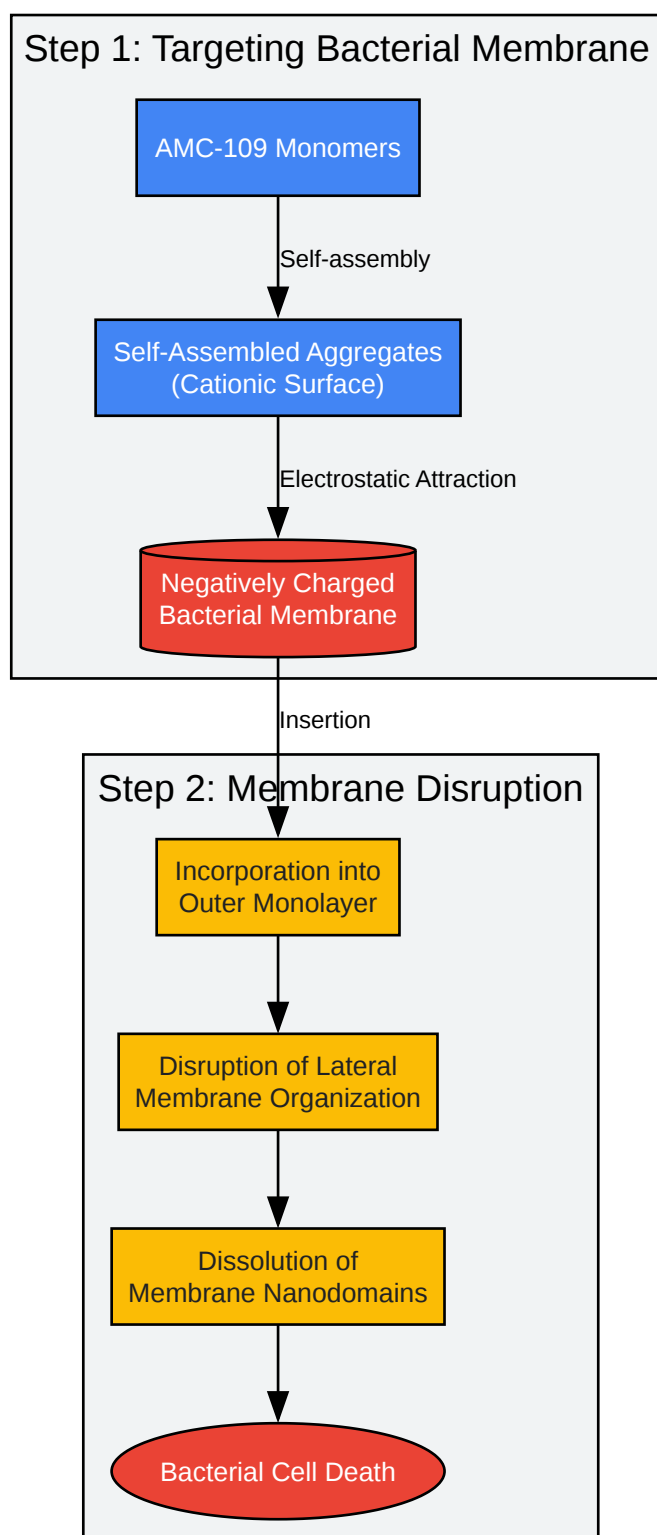 Step 1: Targeting Bacterial Membrane
AMC-109 Monomers
Self-assembly
Self-Assembled Aggregates
(Cationic Surface)
Electrostatic Attraction
Negatively Charged
Bacterial Membrane
Insertion
Step 2: Membrane Disruption
Incorporation into
Outer Monolayer
Disruption of Lateral
Membrane Organization
Dissolution of
Membrane Nanodomains
Bacterial Cell Death